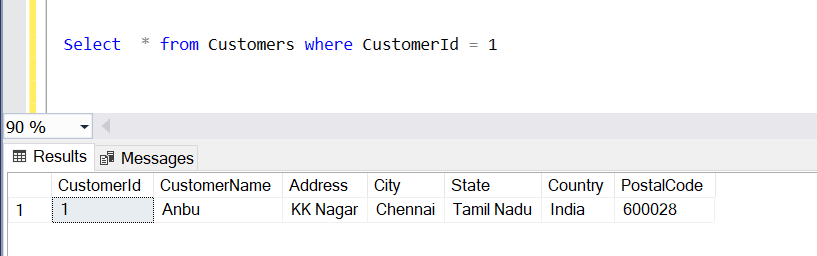 Select * from Customers where CustomerId = 1
90 %
Results Messages
CustomerId CustomerName Address City State Country PostalCode
1 1 Anbu KK Nagar Chennai Tamil Nadu India 600028